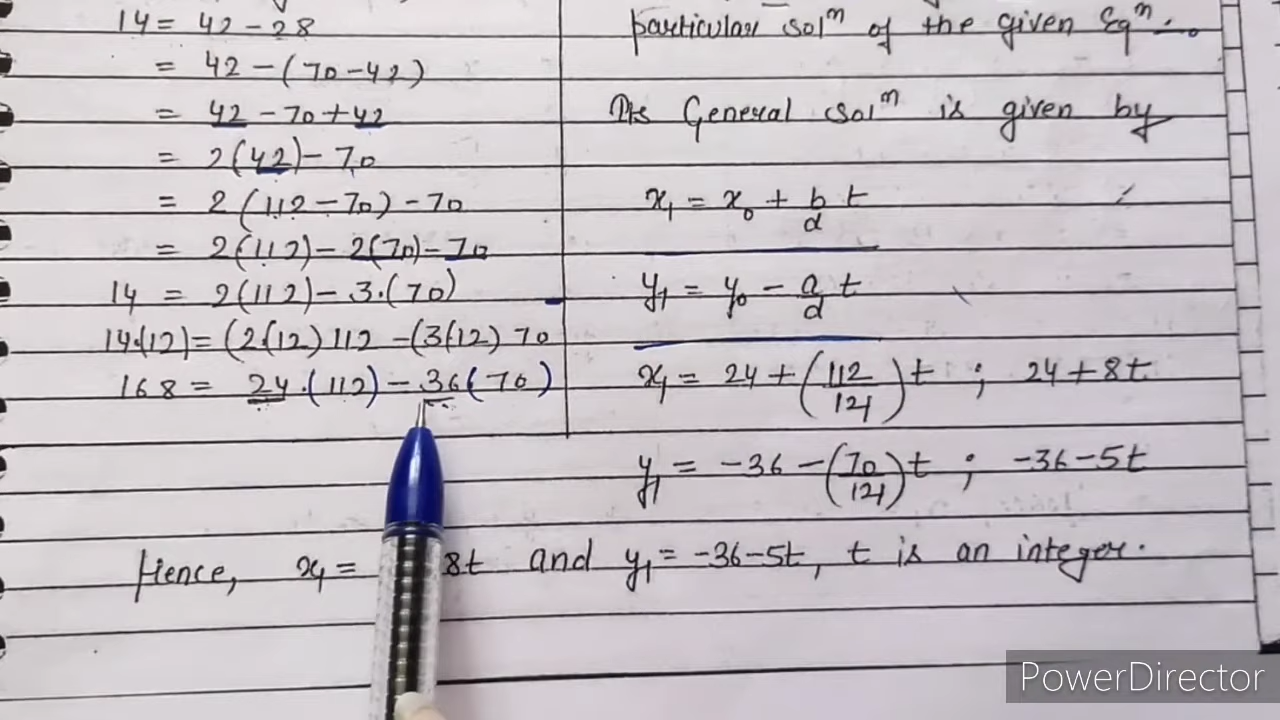 14 = 42 - 28
= 42 - (70 - 42)
= 42 - 70 + 42
= 2(42) - 70
= 2(112 - 70) - 70
= 2(112) - 2(70) - 70
14 = 2(112) - 3.(70)
14.(12) = (2(12) 112 - (3(12) 70
168 = 24.(112) - 36(70)
particular solⁿ of the given Eqⁿ -.
Its General solⁿ is given by
x₁ = x₀ + b/d t
y₁ = y₀ - a/d t
x₁ = 24 + (112/14)t ; 24 + 8t
y₁ = -36 - (70/14)t ; -36 - 5t
Hence, x₁ = 8t and y₁ = -36 - 5t, t is an integer.
PowerDirector